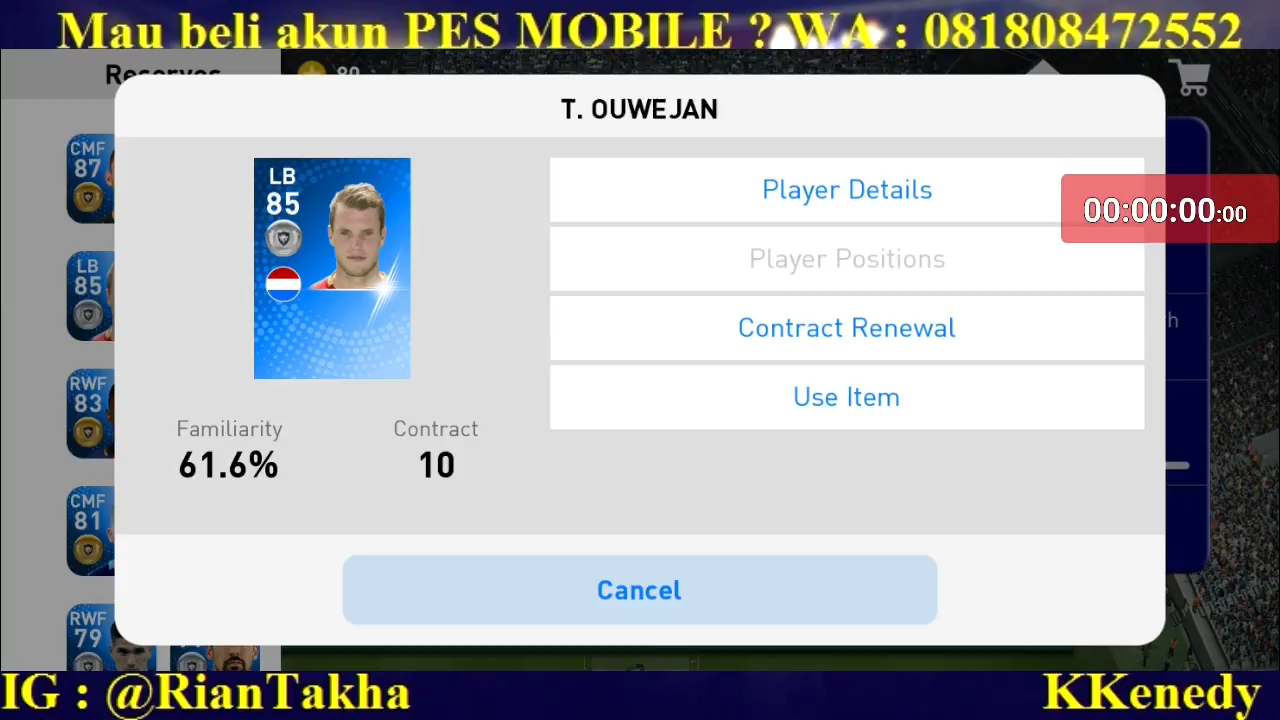 Mau beli akun PES MOBILE ? WA : 081808472552
Reserves
80
T. OUWEJAN
CMF
87
LB
85
RWF
83
CMF
81
RWF
79
LB
85
Familiarity
61.6%
Contract
10
Player Details
Player Positions
Contract Renewal
Use Item
00:00:00:00
h
Cancel
IG : @RianTakha
KKenedy